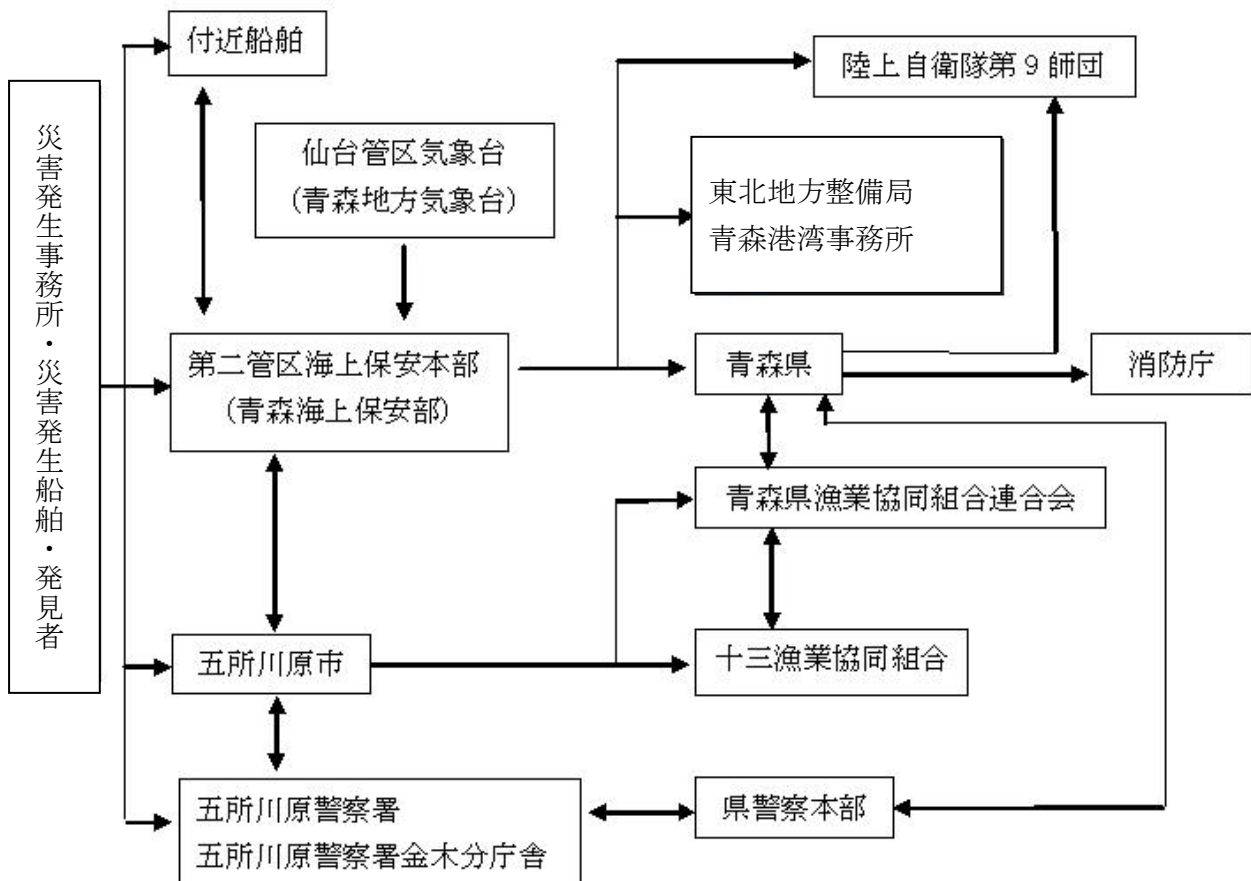 付近船舶
陸上自衛隊第９師団
災害発生事務所・災害発生船舶・発見者
仙台管区気象台
(青森地方気象台)
東北地方整備局
青森港湾事務所
第二管区海上保安本部
(青森海上保安部)
青森県
消防庁
青森県漁業協同組合連合会
五所川原市
十三漁業協同組合
五所川原警察署
五所川原警察署金木分庁舎
県警察本部